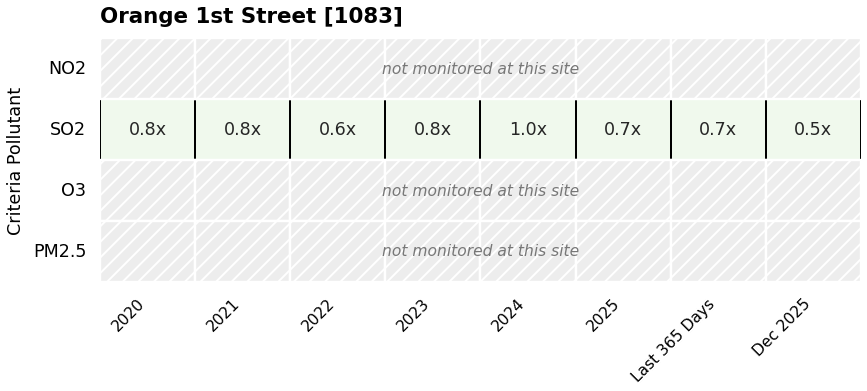 Orange 1st Street [1083]
Criteria Pollutant
NO2 not monitored at this site
SO2 0.8x 0.8x 0.6x 0.8x 1.0x 0.7x 0.7x 0.5x
O3 not monitored at this site
PM2.5 not monitored at this site
2020 2021 2022 2023 2024 2025 Last 365 Days Dec 2025